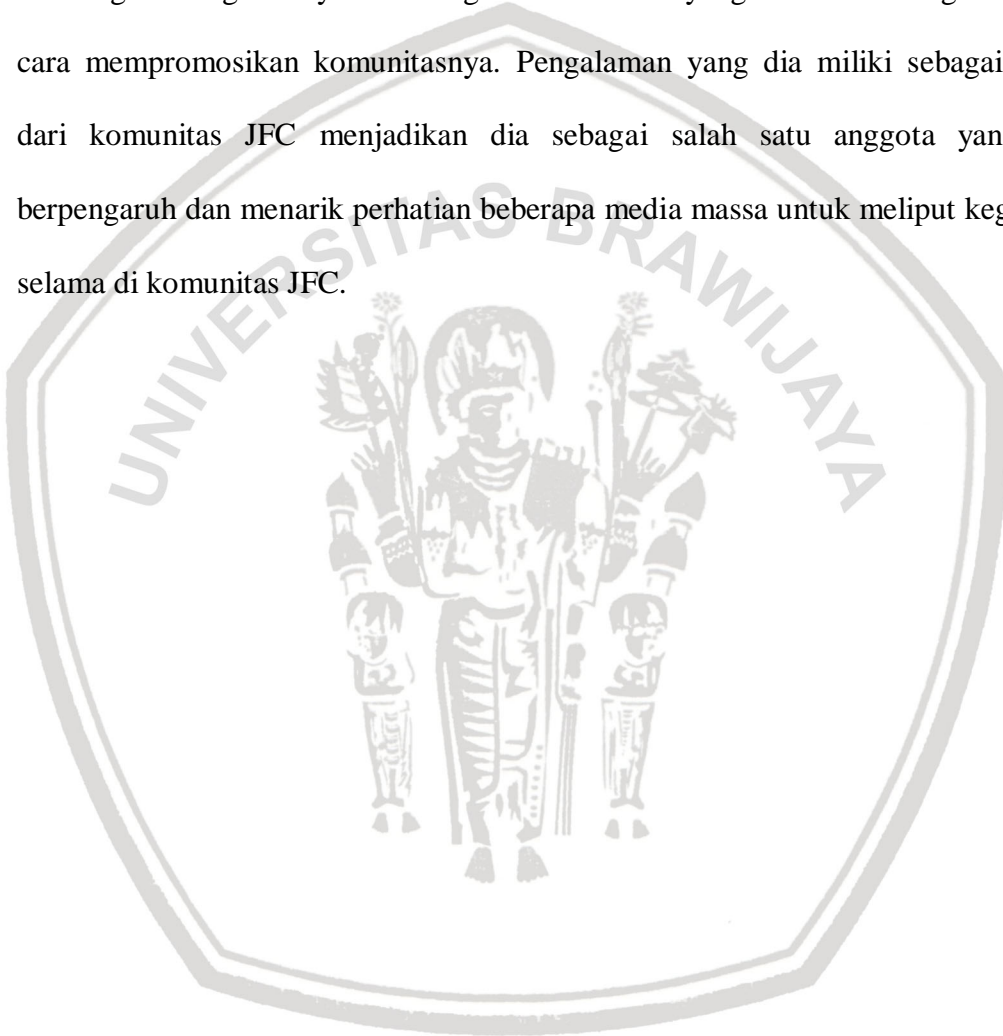 cara mempromosikan komunitasnya. Pengalaman yang dia miliki sebagai
dari komunitas JFC menjadikan dia sebagai salah satu anggota yan
berpengaruh dan menarik perhatian beberapa media massa untuk meliput keg
selama di komunitas JFC.
UNIVERSITAS BRAWIJAYA